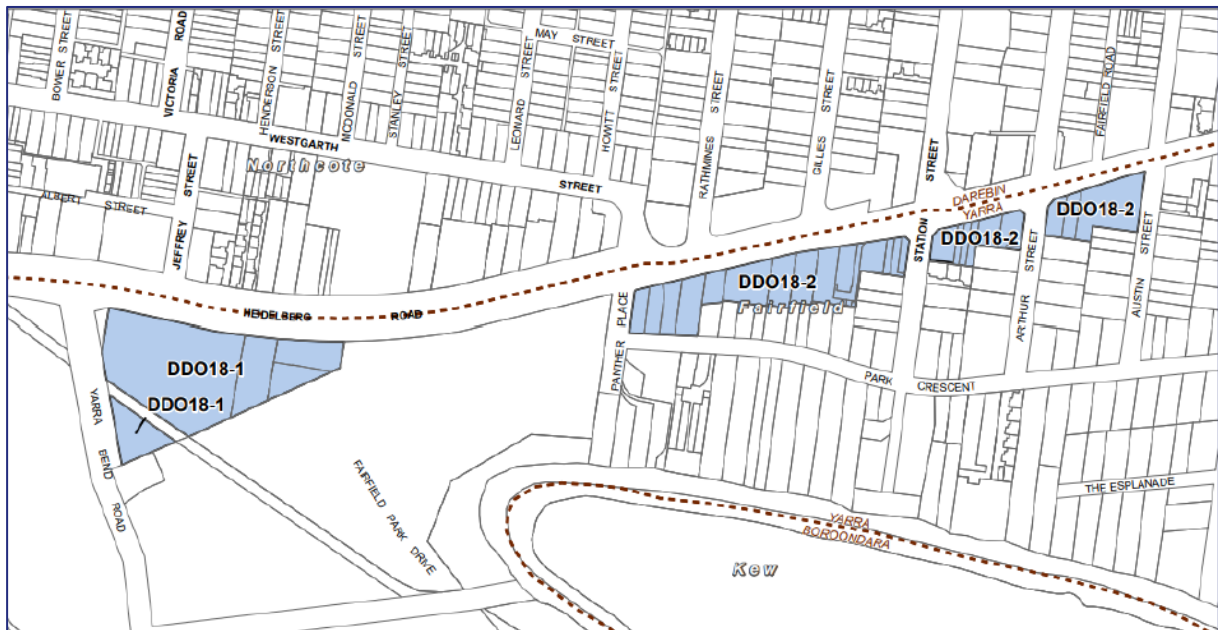 BOWER STREET
VICTORIA ROAD
HENDERSON STREET
MCDONALD STREET
STANLEY STREET
LEONARD STREET
MAY STREET
HOWITT STREET
RATHMINES STREET
GILLIES STREET
STREET
FAIRFIELD ROAD
WESTGARTH
STREET
Northcote
ALBERT STREET
JEFFREY STREET
DAREBIN
YARRA
DDO18-2
DDO18-2
STATION
DDO18-2
Fairfield
ARTHUR STREET
AUSTIN STREET
HEIDELBERG ROAD
PANTHER PLACE
DDO18-1
DDO18-1
PARK CRESCENT
YARRA BEND ROAD
FAIRFIELD PARK DRIVE
THE ESPLANADE
YARRA
BOROONDARA
Kew